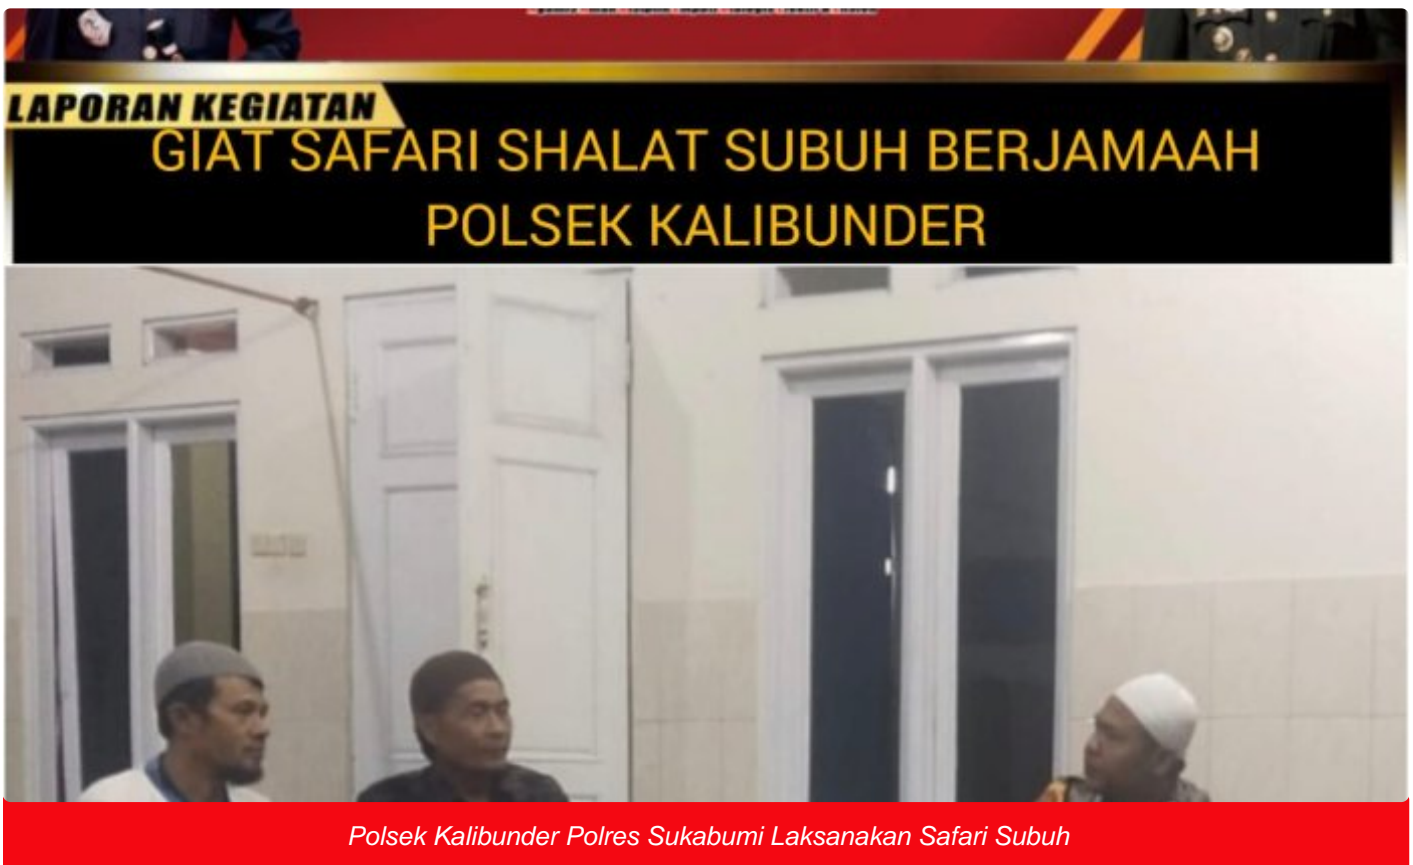 LAPORAN KEGIATAN
GIAT SAFARI SHALAT SUBUH BERJAMAAH
POLSEK KALIBUNDER
Polsek Kalibunder Polres Sukabumi Laksanakan Safari Subuh